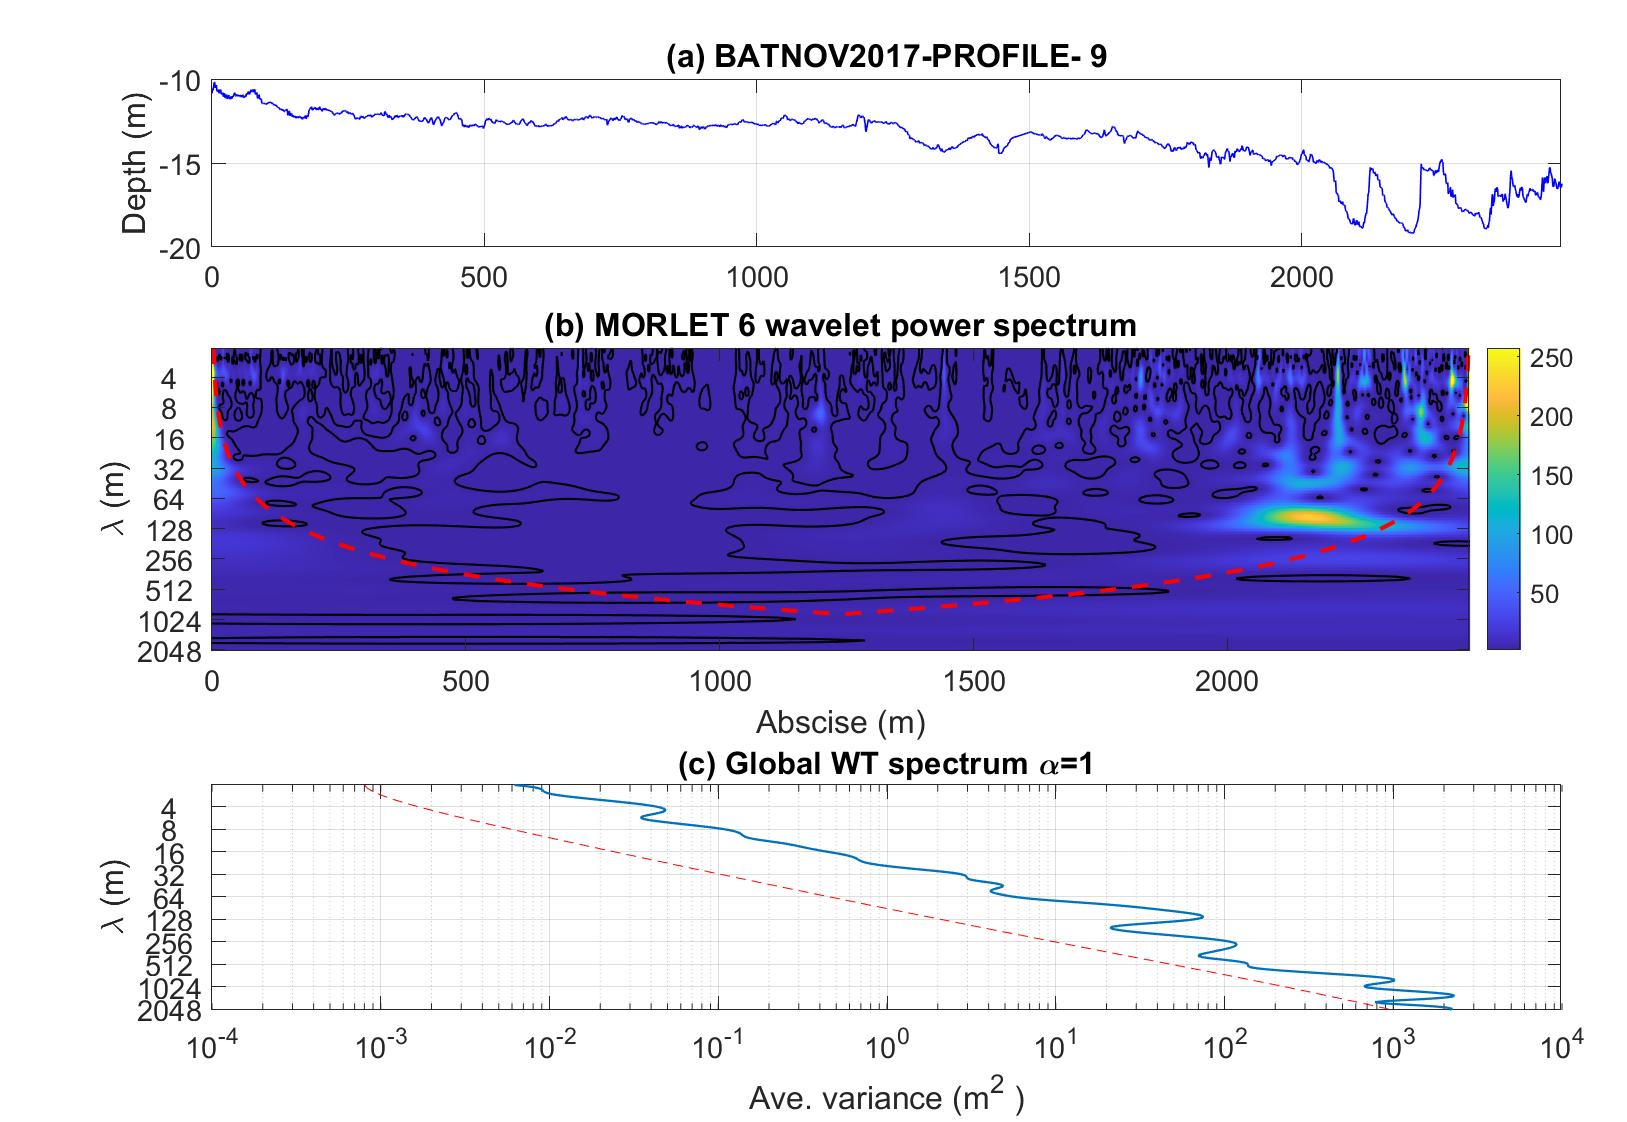 (a) BATNOV2017-PROFILE- 9
Depth (m)
-10
-15
-20
0 500 1000 1500 2000
(b) MORLET 6 wavelet power spectrum
λ (m)
4
8
16
32
64
128
256
512
1024
2048
0 500 1000 1500 2000
Abscise (m)
250
200
150
100
50
(c) Global WT spectrum α=1
λ (m)
4
8
16
32
64
128
256
512
1024
2048
10^-4 10^-3 10^-2 10^-1 10^0 10^1 10^2 10^3 10^4
Ave. variance (m^2 )